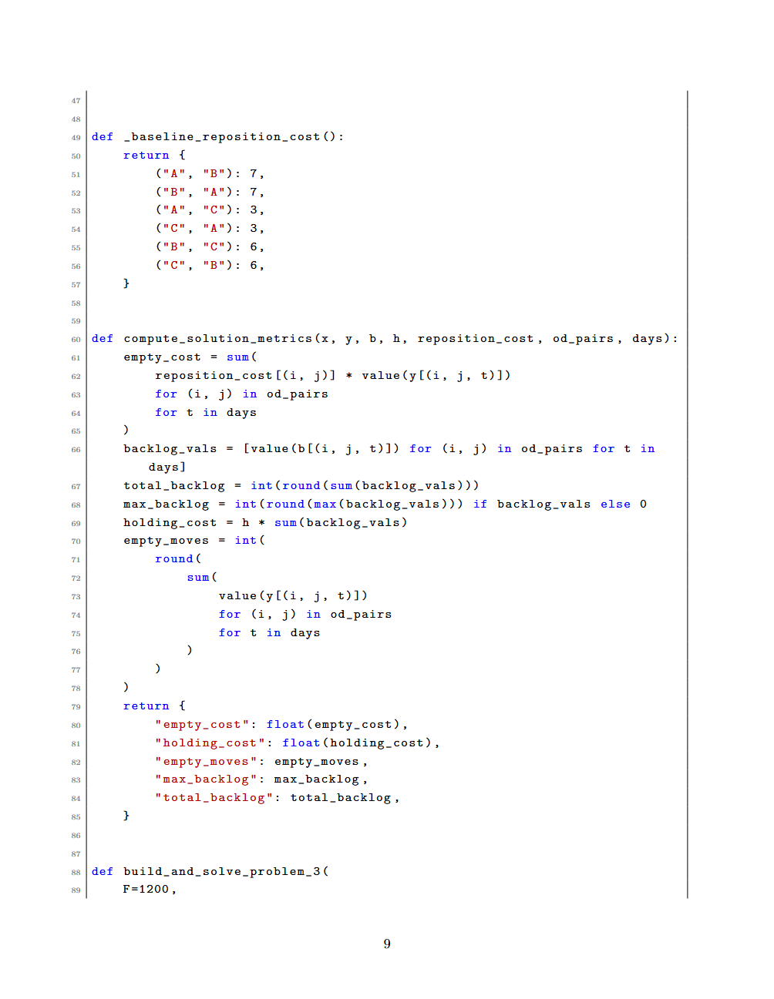 47
48
49 def _baseline_reposition_cost():
50     return {
51         ("A", "B"): 7,
52         ("B", "A"): 7,
53         ("A", "C"): 3,
54         ("C", "A"): 3,
55         ("B", "C"): 6,
56         ("C", "B"): 6,
57     }
58
59
60 def compute_solution_metrics(x, y, b, h, reposition_cost, od_pairs, days):
61     empty_cost = sum(
62         reposition_cost[(i, j)] * value(y[(i, j, t)])
63         for (i, j) in od_pairs
64         for t in days
65     )
66     backlog_vals = [value(b[(i, j, t)]) for (i, j) in od_pairs for t in
days]
67     total_backlog = int(round(sum(backlog_vals)))
68     max_backlog = int(round(max(backlog_vals))) if backlog_vals else 0
69     holding_cost = h * sum(backlog_vals)
70     empty_moves = int(
71         round(
72             sum(
73                 value(y[(i, j, t)])
74                 for (i, j) in od_pairs
75                 for t in days
76             )
77         )
78     )
79     return {
80         "empty_cost": float(empty_cost),
81         "holding_cost": float(holding_cost),
82         "empty_moves": empty_moves,
83         "max_backlog": max_backlog,
84         "total_backlog": total_backlog,
85     }
86
87
88 def build_and_solve_problem_3(
89     F=1200,
9